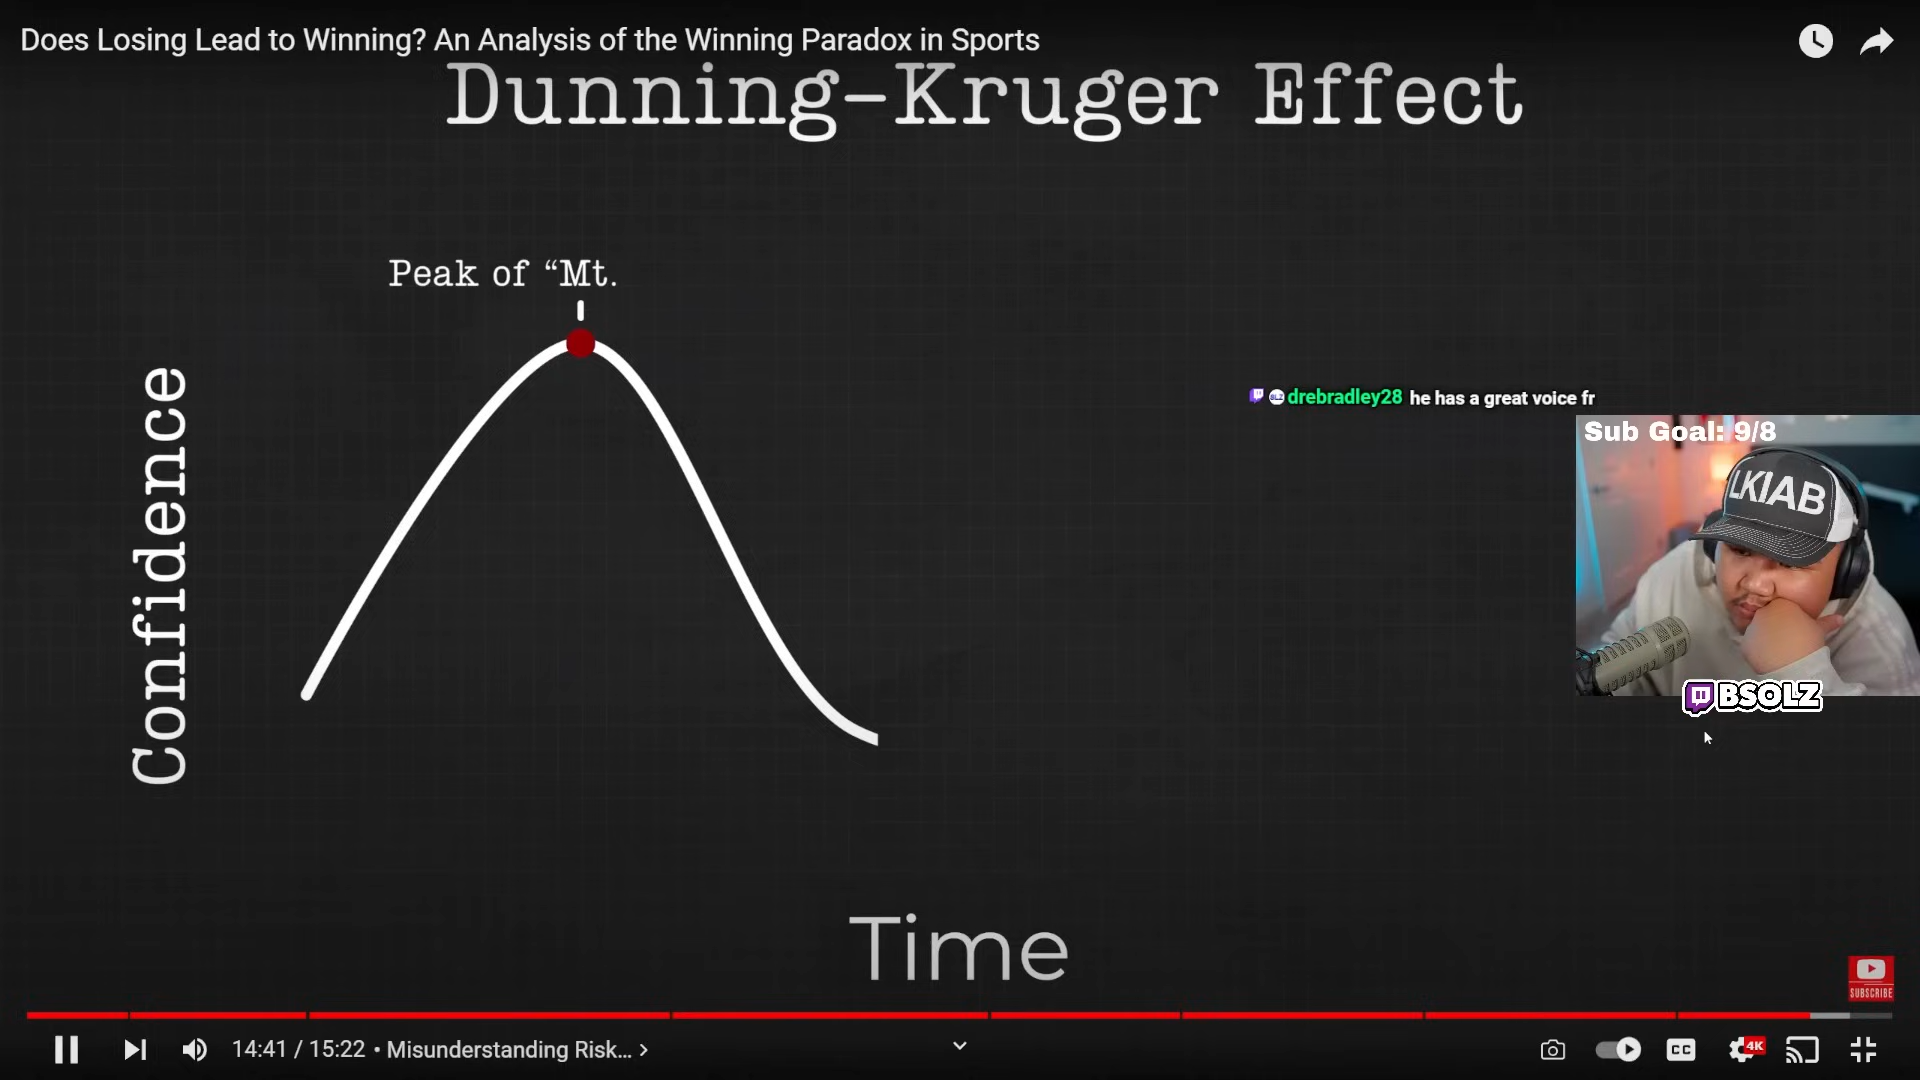 Does Losing Lead to Winning? An Analysis of the Winning Paradox in Sports
Dunning-Kruger Effect
Peak of “Mt.
Confidence
drebradley28 he has a great voice fr
Sub Goal: 9/8
LKIAB
BSOLZ
Time
SUBSCRIBE
14:41 / 15:22 • Misunderstanding Risk... >
CC
4K